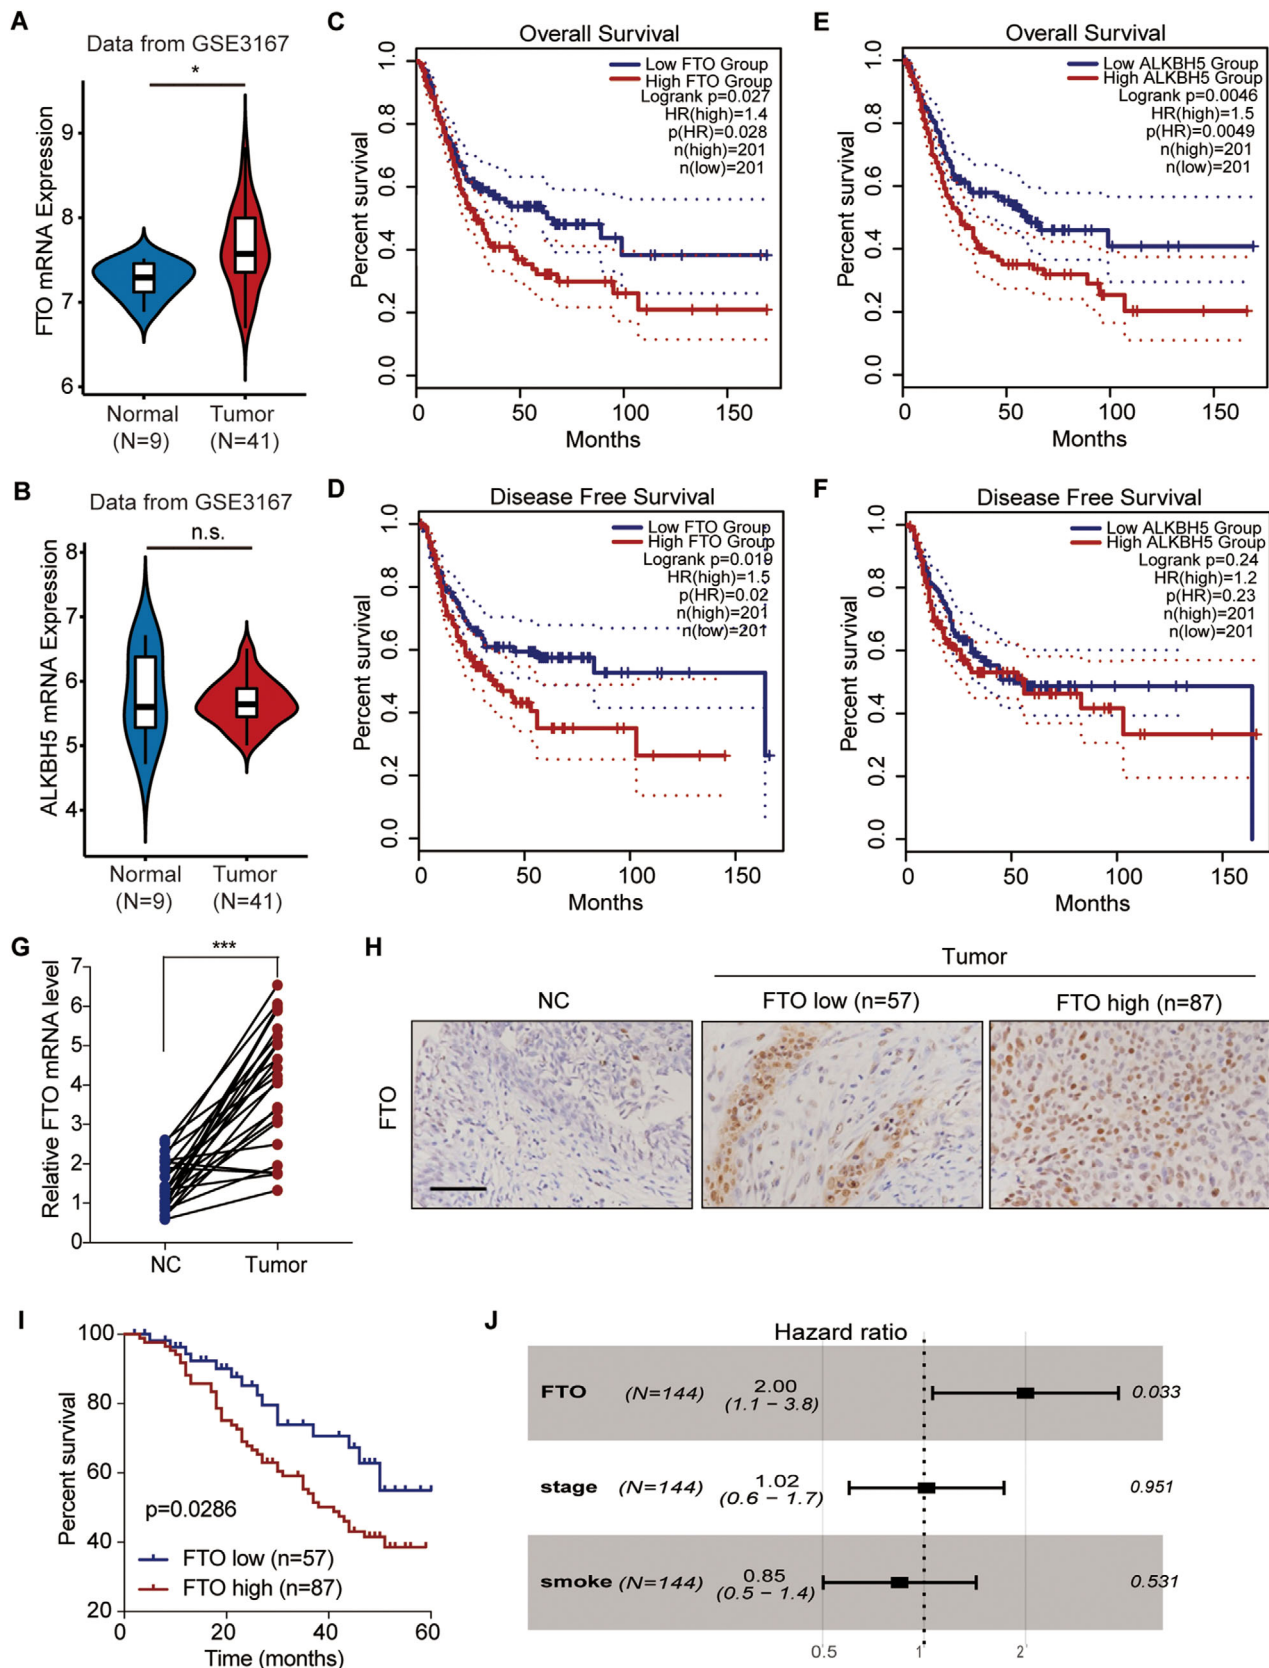 A
Data from GSE3167
*
FTO mRNA Expression
9
8
7
6
Normal
(N=9)
Tumor
(N=41)
B
Data from GSE3167
n.s.
ALKBH5 mRNA Expression
8
7
6
5
4
Normal
(N=9)
Tumor
(N=41)
C
Overall Survival
Low FTO Group
High FTO Group
Logrank p=0.027
HR(high)=1.4
p(HR)=0.028
n(high)=201
n(low)=201
Percent survival
1.0
0.8
0.6
0.4
0.2
0.0
0 50 100 150
Months
D
Disease Free Survival
Low FTO Group
High FTO Group
Logrank p=0.019
HR(high)=1.5
p(HR)=0.02
n(high)=201
n(low)=201
Percent survival
1.0
0.8
0.6
0.4
0.2
0.0
0 50 100 150
Months
E
Overall Survival
Low ALKBH5 Group
High ALKBH5 Group
Logrank p=0.0046
HR(high)=1.5
p(HR)=0.0049
n(high)=201
n(low)=201
Percent survival
1.0
0.8
0.6
0.4
0.2
0.0
0 50 100 150
Months
F
Disease Free Survival
Low ALKBH5 Group
High ALKBH5 Group
Logrank p=0.24
HR(high)=1.2
p(HR)=0.23
n(high)=201
n(low)=201
Percent survival
1.0
0.8
0.6
0.4
0.2
0.0
0 50 100 150
Months
G
***
Relative FTO mRNA level
7
6
5
4
3
2
1
0
NC Tumor
H
Tumor
NC FTO low (n=57) FTO high (n=87)
FTO
I
Percent survival
100
80
60
40
20
p=0.0286
FTO low (n=57)
FTO high (n=87)
0 20 40 60
Time (months)
J
Hazard ratio
FTO (N=144) 2.00 0.033
(1.1 − 3.8)
stage (N=144) 1.02 0.951
(0.6 − 1.7)
smoke (N=144) 0.85 0.531
(0.5 − 1.4)
0.5 1 2